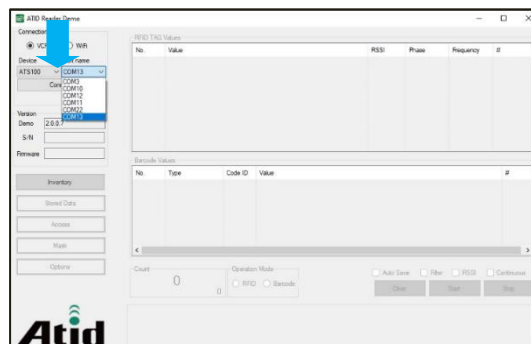 ATID Reader Demo
Connection
VCP WiFi
Device name
ATS100 COM13
COM3
COM10
COM12
COM11
COM22
COM13
Version
Demo 2.0.0.7
S/N
Firmware
Inventory
Stored Data
Access
Mask
Options
Atid
RFID TAG Values
No. Value RSSI Phase Frequency #
Barcode Values
No. Type Code ID Value #
Count
0
Operation Mode
RFID Barcode
Auto Save Filter RSSI Continuous
Clear Start Stop